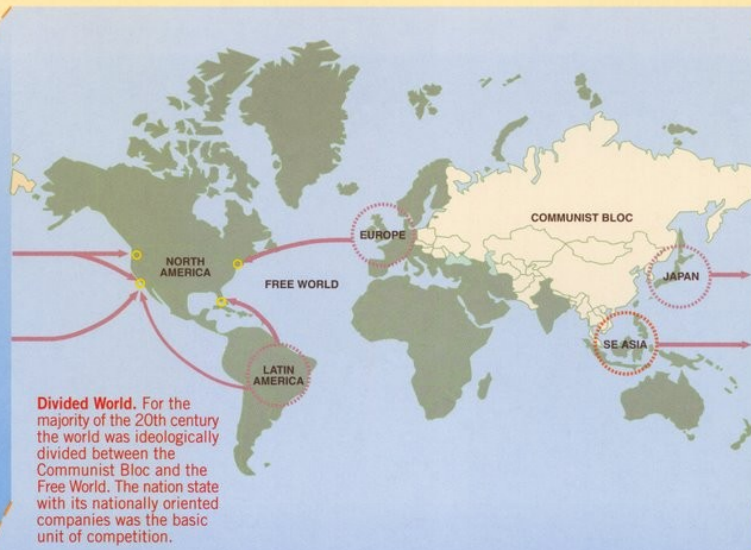 COMMUNIST BLOC
EUROPE
NORTH
AMERICA
FREE WORLD
JAPAN
SE ASIA
LATIN
AMERICA
Divided World. For the
majority of the 20th century
the world was ideologically
divided between the
Communist Bloc and the
Free World. The nation state
with its nationally oriented
companies was the basic
unit of competition.